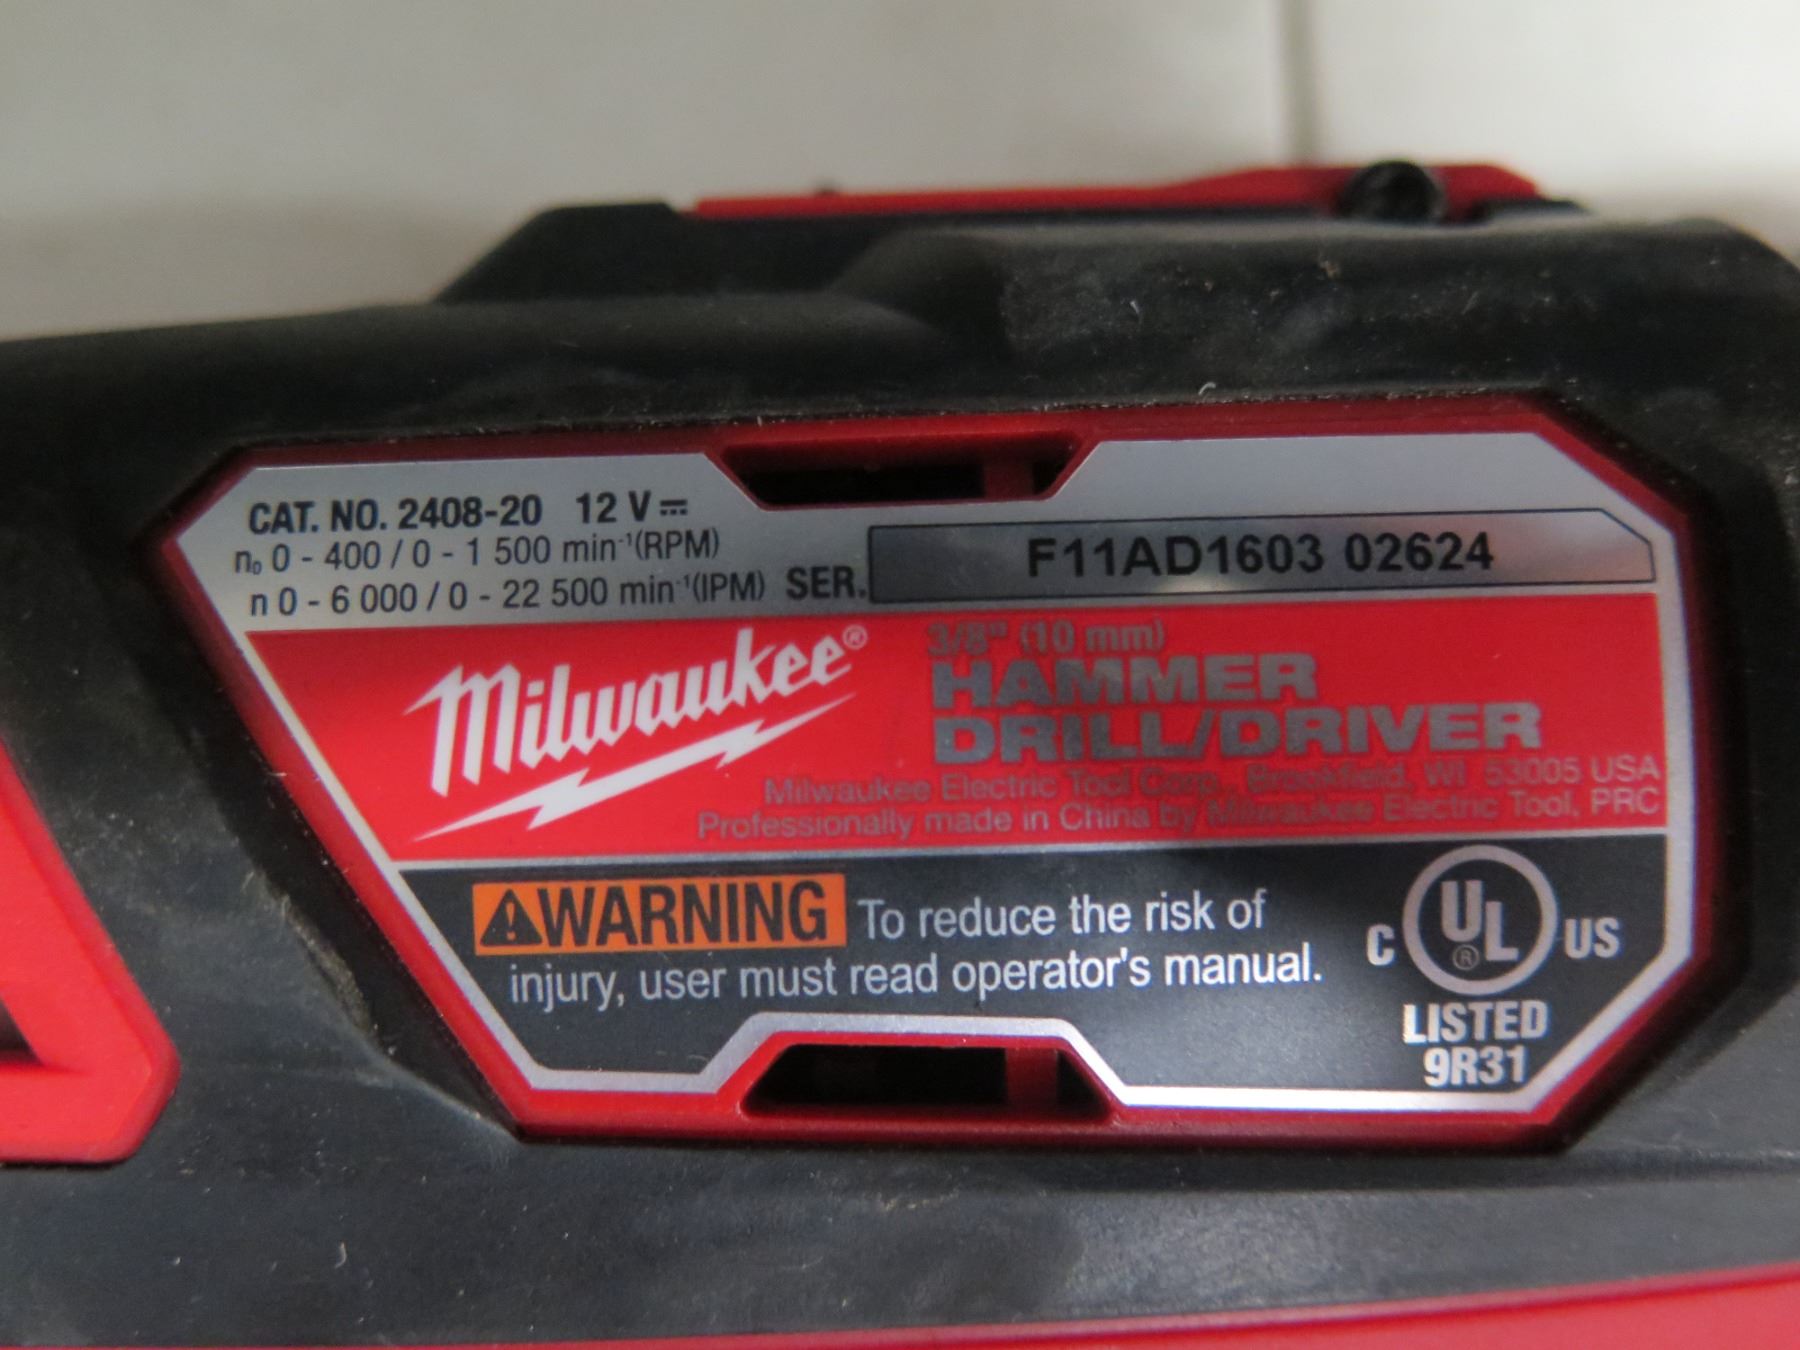 CAT. NO. 2408-20 12 V⎓
n₀ 0 - 400 / 0 - 1 500 min⁻¹(RPM)
n 0 - 6 000 / 0 - 22 500 min⁻¹(IPM) SER. F11AD1603 02624
Milwaukee®
3/8" (10 mm)
HAMMER
DRILL/DRIVER
Milwaukee Electric Tool Corp., Brookfield, WI 53005 USA
Professionally made in China by Milwaukee Electric Tool, PRC
⚠WARNING To reduce the risk of
injury, user must read operator's manual.
C UL® US
LISTED
9R31